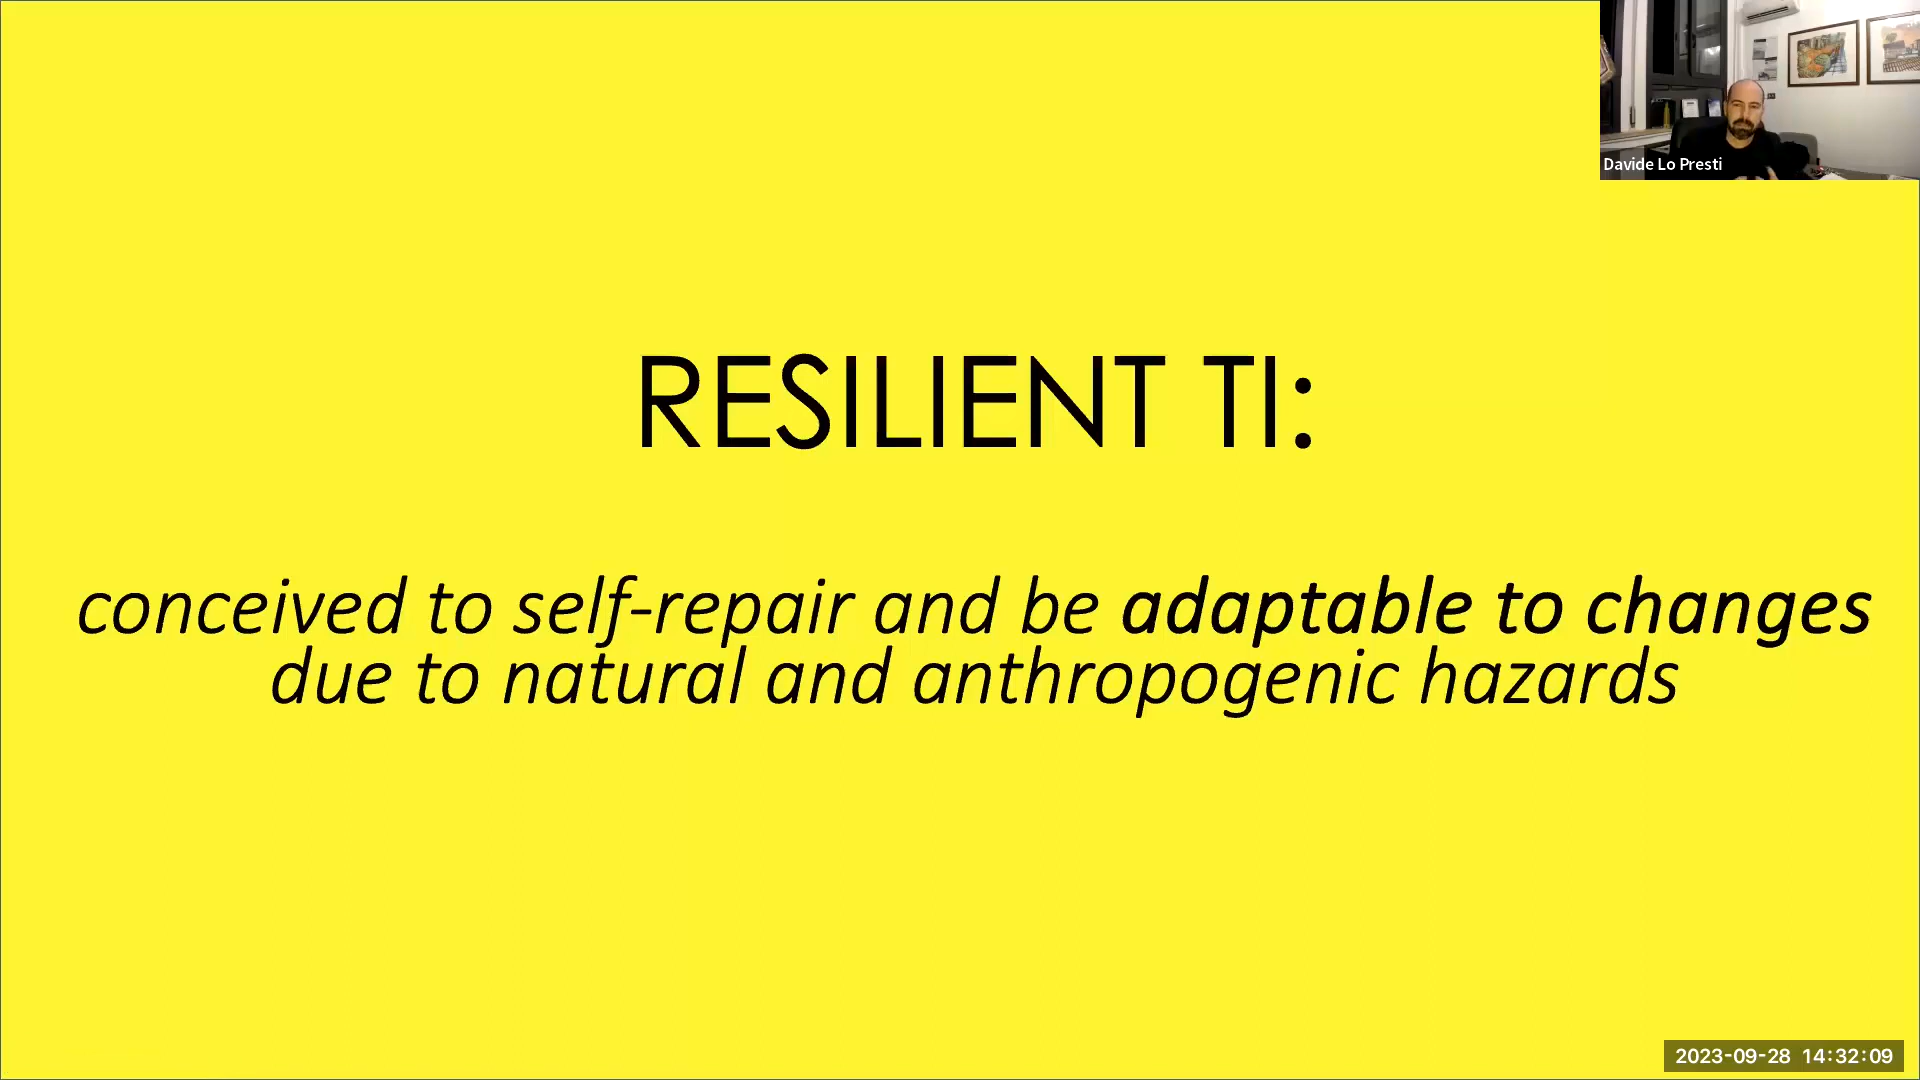 Davide Lo Presti
RESILIENT TI:
conceived to self-repair and be adaptable to changes
due to natural and anthropogenic hazards
2023-09-28 14:32:09